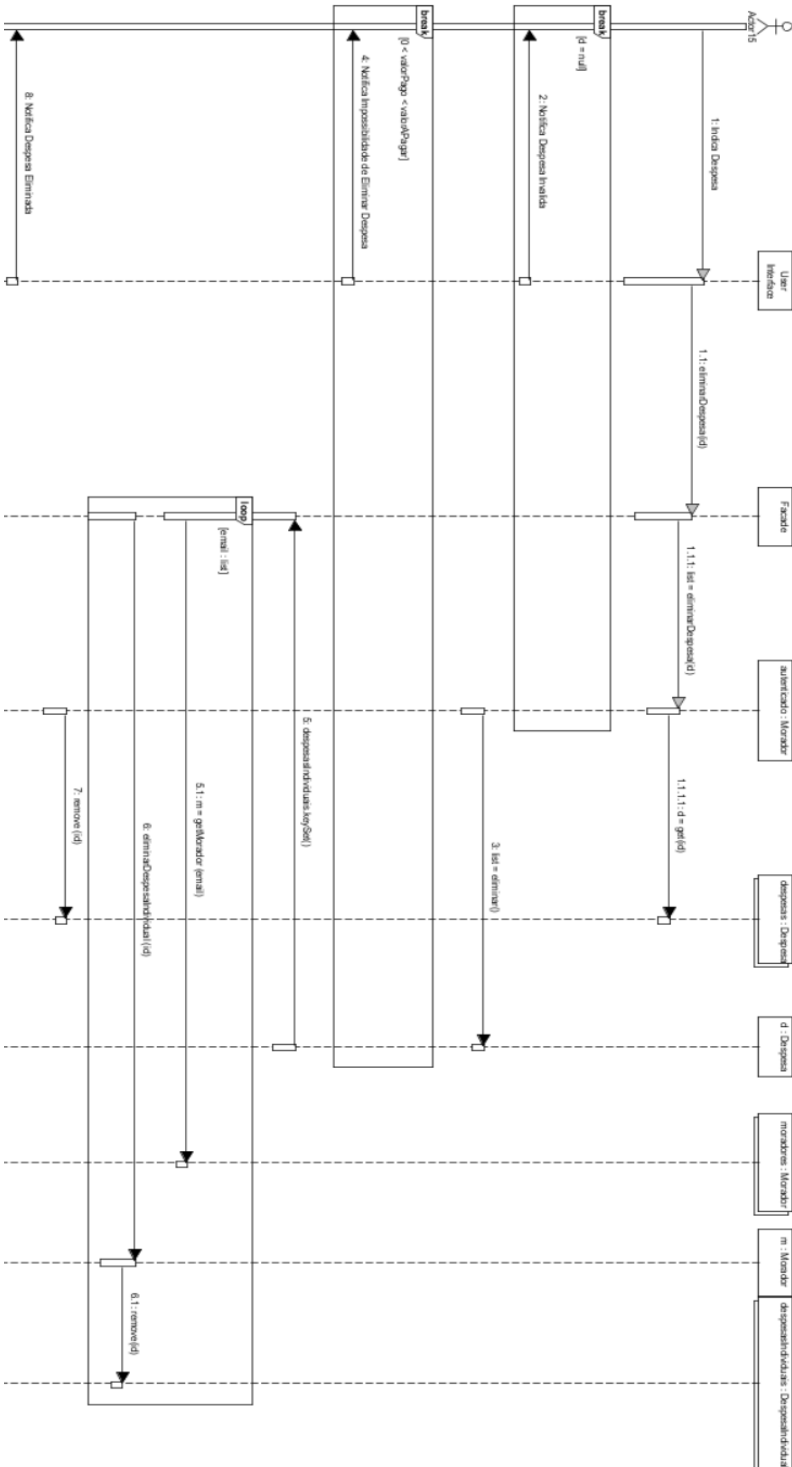 Actor15
User
Interface
Facade
autenticado : Morador
despesas : Despesa
d : Despesa
moradores : Morador
m : Morador
despesasIndividuais : DespesaIndividual
1: Indica Despesa
1.1: eliminarDespesa(id)
1.1.1: list = eliminarDespesa(id)
1.1.1.1: d = get(id)
break
[d = null]
2: Notifica Despesa Invalida
3: list = eliminar()
break
[0 < valorPago < valorAPagar]
4: Notifica Impossibilidade de Eliminar Despesa
5: despesasIndividuais.keySet()
loop
[email : list]
5.1: m = getMorador (email)
6: eliminarDespesaIndividual (id)
6.1: remove(id)
7: remove (id)
8: Notifica Despesa Eliminada